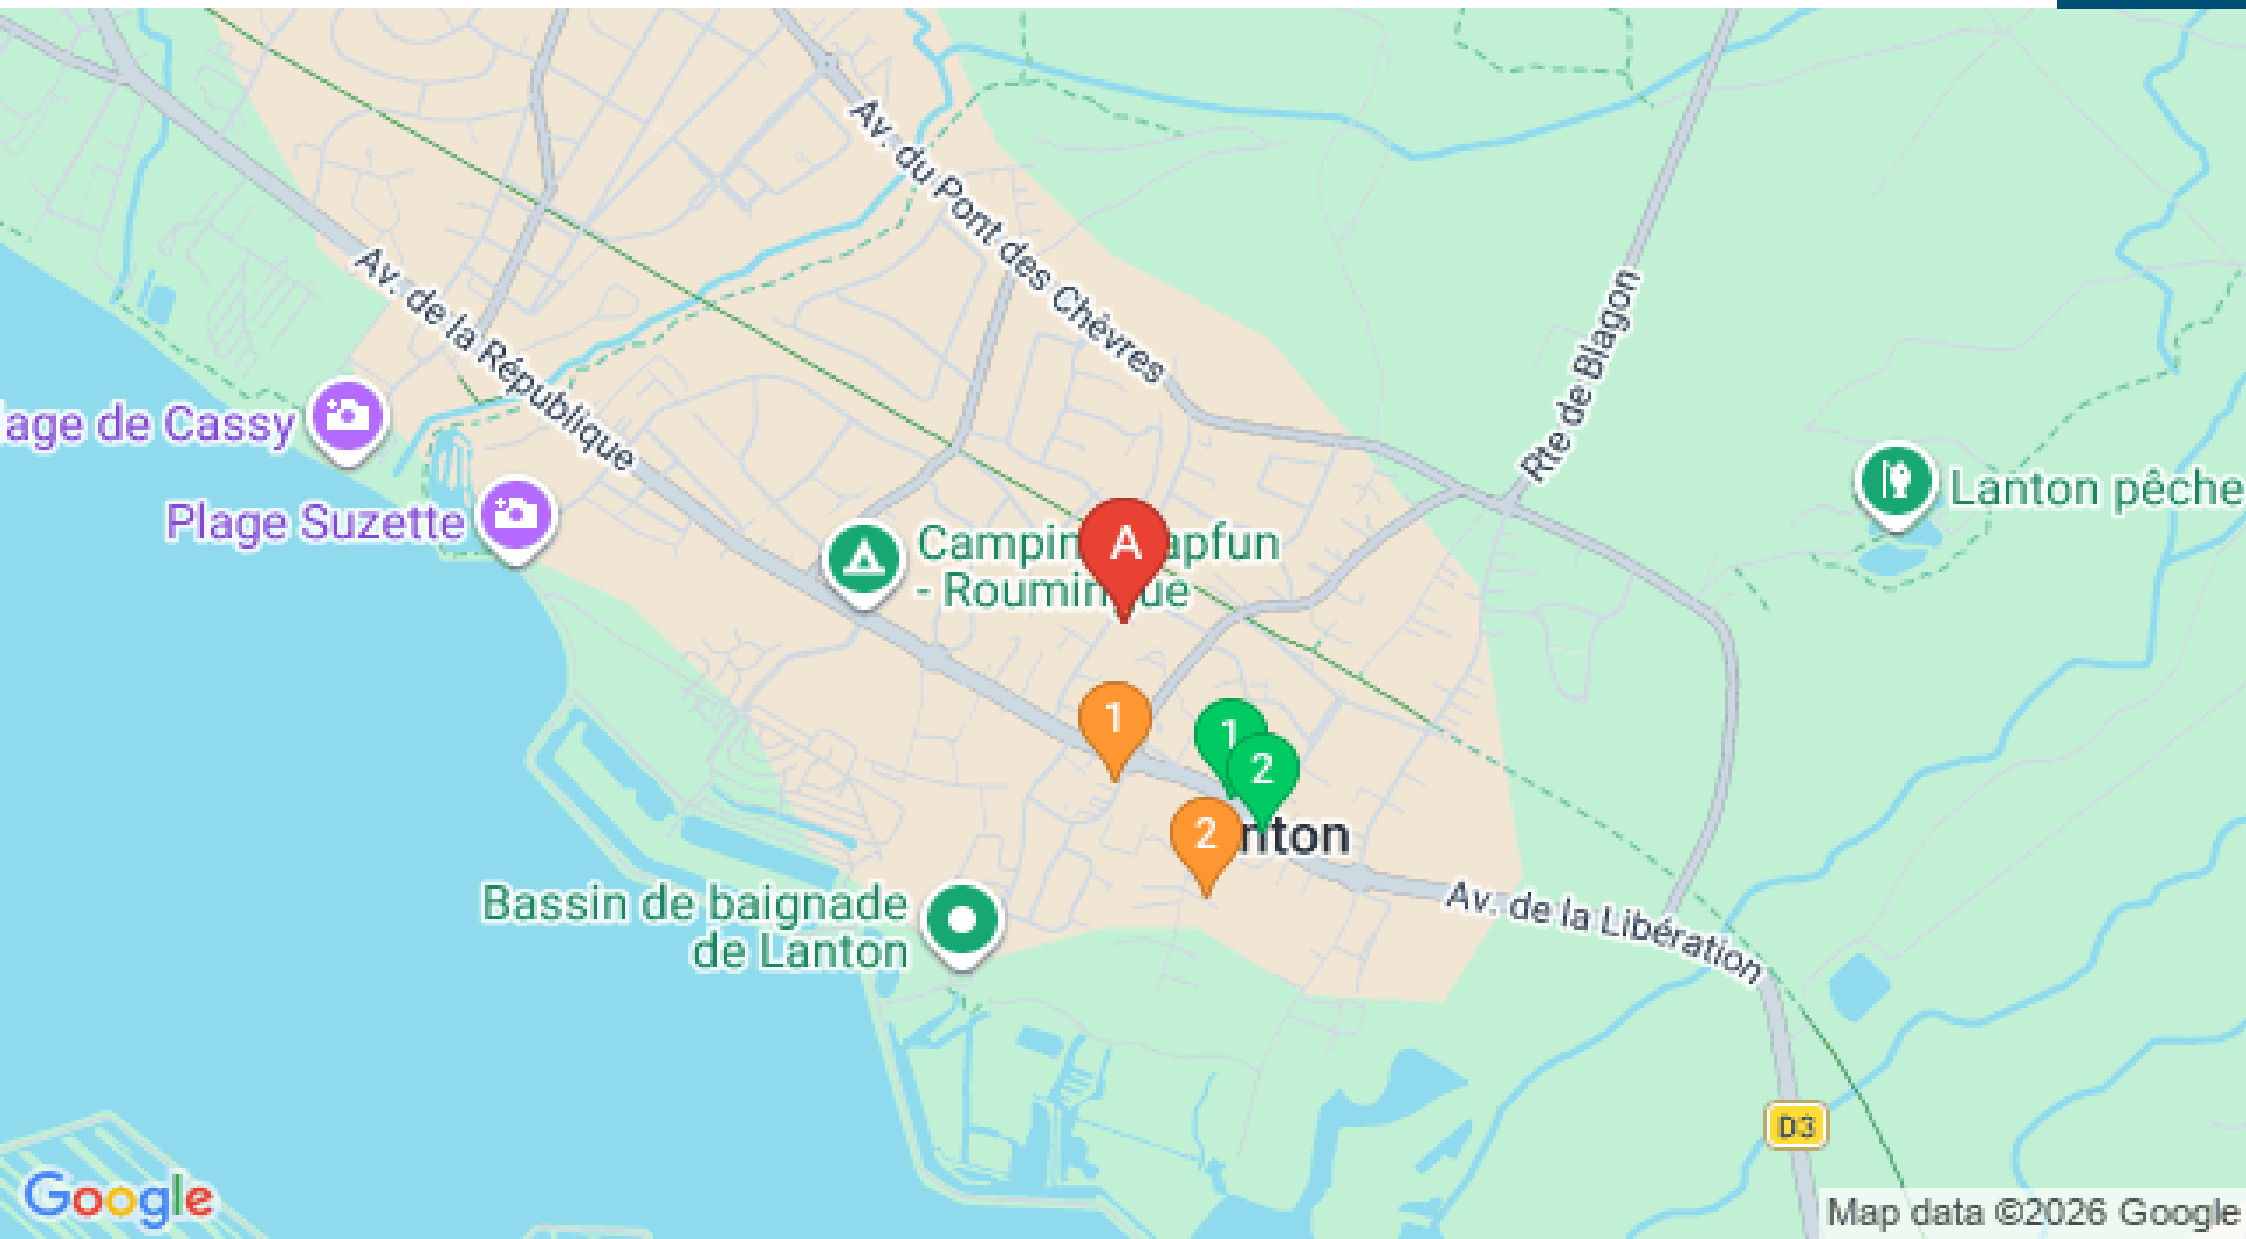 Av. du Pont des Chévres
Av. de la République
Rte de Blagon
age de Cassy
Plage Suzette
Lanton pêche
A
- Roumin
1
1
2
2
nton
Bassin de baignade
de Lanton
Av. de la Libération
D3
Google
Map data ©2026 Google